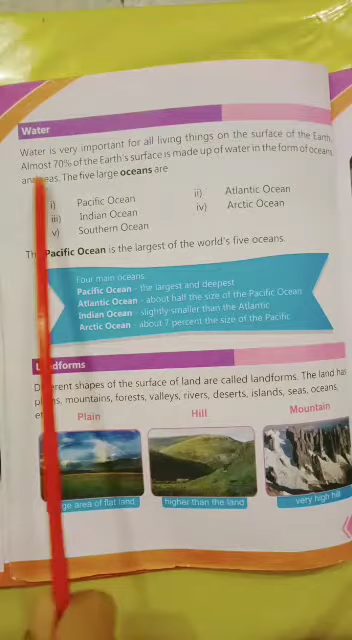 Water
Water is very important for all living things on the surface of the Earth.
Almost 70% of the Earth's surface is made up of water in the form of oceans
and seas. The five large oceans are
i) Pacific Ocean
ii) Atlantic Ocean
iii) Indian Ocean
iv) Arctic Ocean
v) Southern Ocean
The Pacific Ocean is the largest of the world's five oceans.
Four main oceans
Pacific Ocean - the largest and deepest
Atlantic Ocean - about half the size of the Pacific Ocean
Indian Ocean - slightly smaller than the Atlantic
Arctic Ocean - about 7 percent the size of the Pacific
Landforms
Different shapes of the surface of land are called landforms. The land has
plains, mountains, forests, valleys, rivers, deserts, islands, seas, oceans,
Plain
Hill
Mountain
area of flat land
higher than the land
very high hill